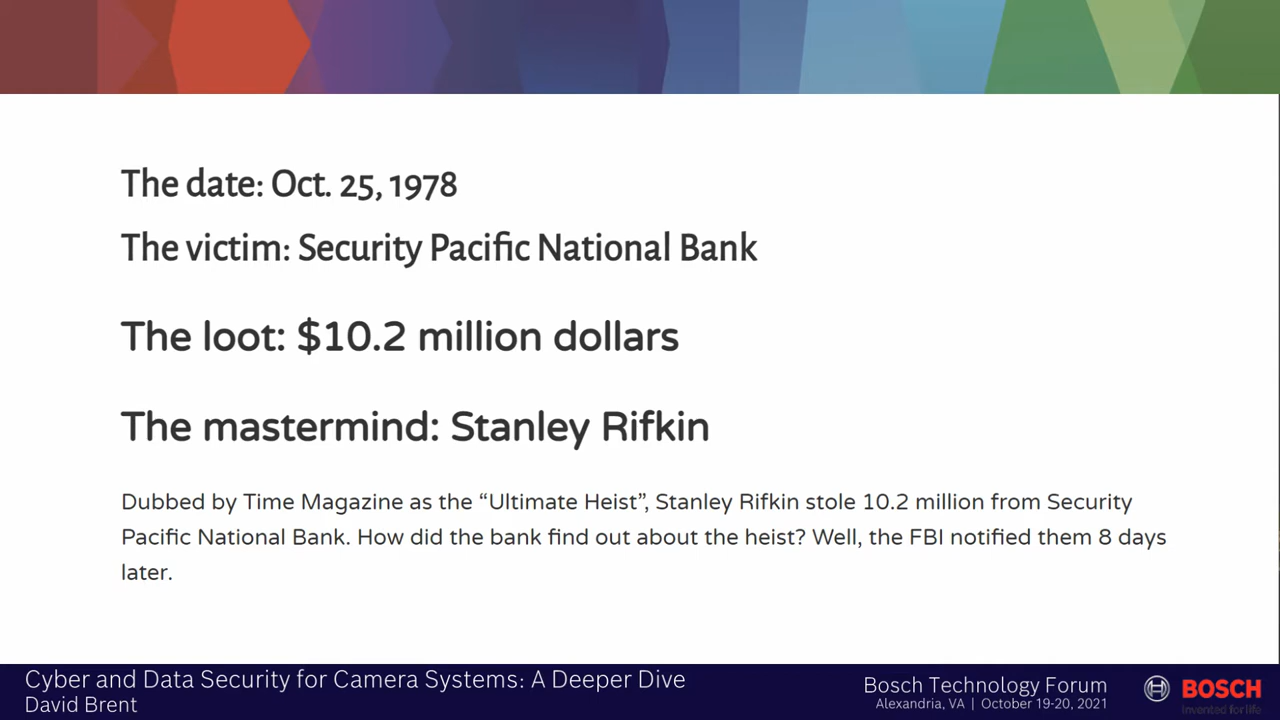 The date: Oct. 25, 1978
The victim: Security Pacific National Bank
The loot: $10.2 million dollars
The mastermind: Stanley Rifkin
Dubbed by Time Magazine as the “Ultimate Heist”, Stanley Rifkin stole 10.2 million from Security
Pacific National Bank. How did the bank find out about the heist? Well, the FBI notified them 8 days
later.
Cyber and Data Security for Camera Systems: A Deeper Dive
David Brent
Bosch Technology Forum
Alexandria, VA | October 19-20, 2021
BOSCH
Invented for life